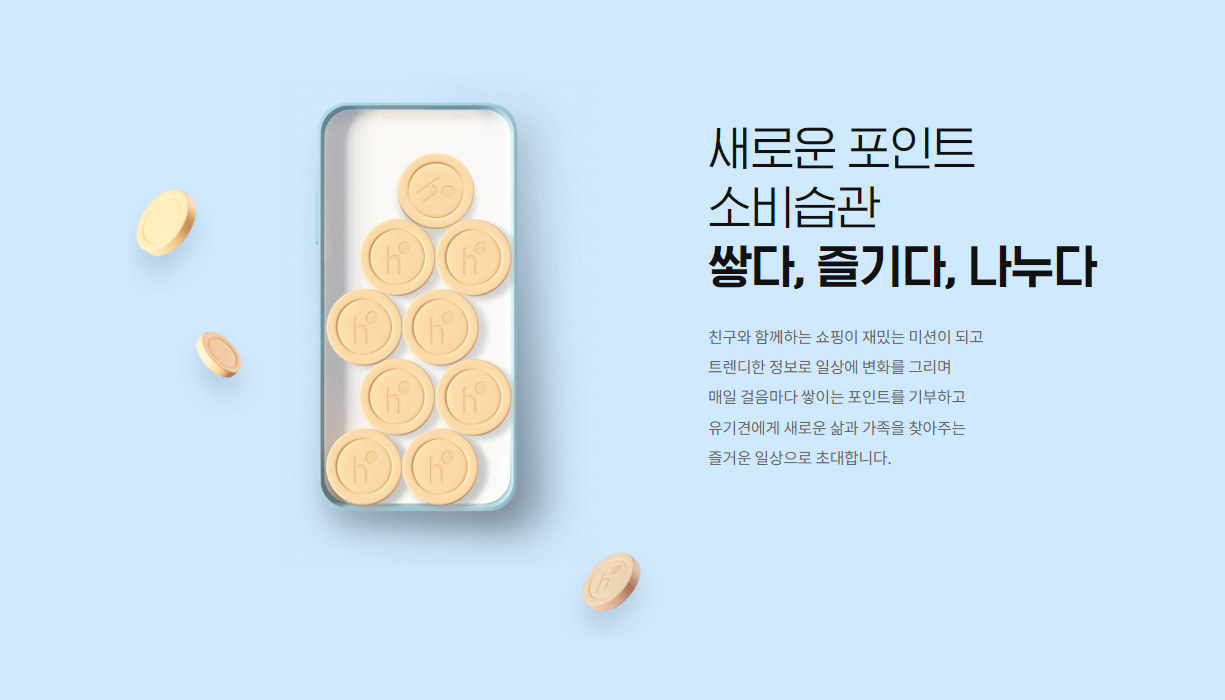 새로운 포인트
소비습관
쌓다, 즐기다, 나누다
친구와 함께하는 쇼핑이 재밌는 미션이 되고
트렌디한 정보로 일상에 변화를 그리며
매일 걸음마다 쌓이는 포인트를 기부하고
유기견에게 새로운 삶과 가족을 찾아주는
즐거운 일상으로 초대합니다.
h
h
h
h
h
h
h
h
h
h